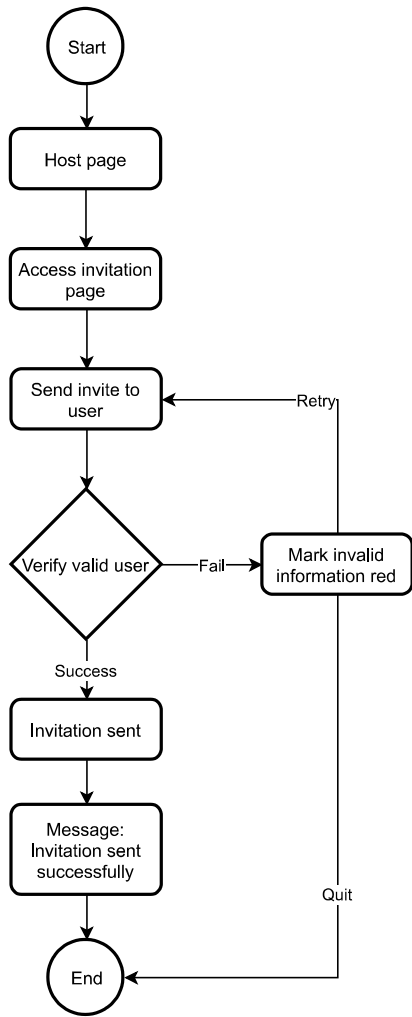 Start
Host page
Access invitation
page
Send invite to
user
Retry
Verify valid user
Fail
Mark invalid
information red
Success
Invitation sent
Message:
Invitation sent
successfully
Quit
End